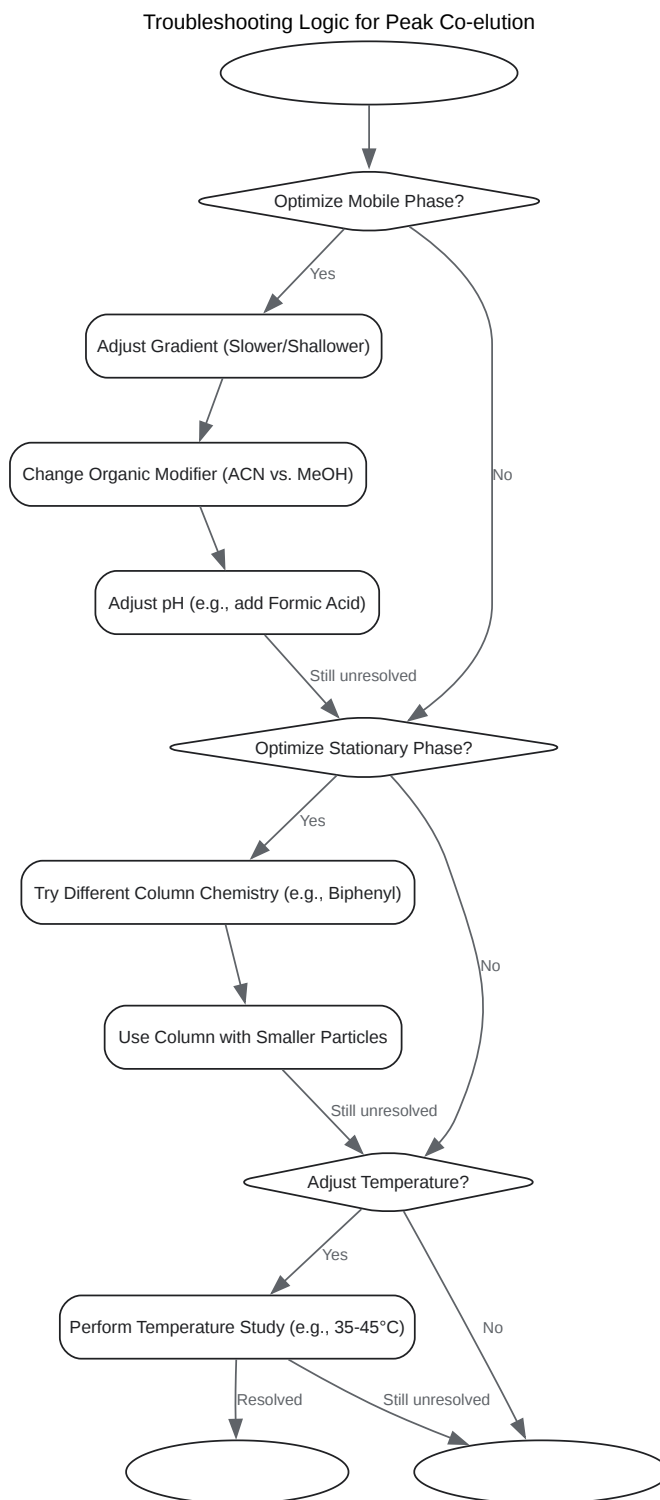 Troubleshooting Logic for Peak Co-elution
Optimize Mobile Phase?
Yes
Adjust Gradient (Slower/Shallower)
Change Organic Modifier (ACN vs. MeOH)
No
Adjust pH (e.g., add Formic Acid)
Still unresolved
Optimize Stationary Phase?
Yes
Try Different Column Chemistry (e.g., Biphenyl)
No
Use Column with Smaller Particles
Still unresolved
Adjust Temperature?
Yes
Perform Temperature Study (e.g., 35-45°C)
No
Resolved
Still unresolved